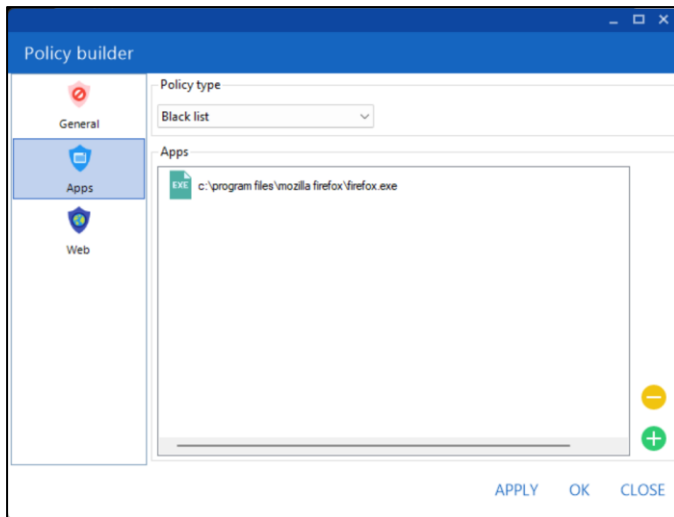 Policy builder
General
Apps
Web
Policy type
Black list
Apps
EXE c:\program files\mozilla firefox\firefox.exe
APPLY OK CLOSE